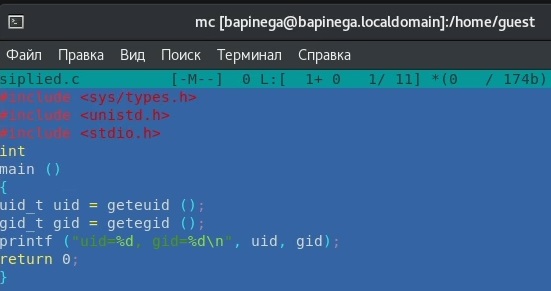 mc [bapinega@bapinega.localdomain]:/home/guest
Файл Правка Вид Поиск Терминал Справка
siplied.c [-M--] 0 L:[ 1+ 0 1/ 11] *(0 / 174b)
#include <sys/types.h>
#include <unistd.h>
#include <stdio.h>
int
main ()
{
uid_t uid = geteuid ();
gid_t gid = getegid ();
printf ("uid=%d, gid=%d\n", uid, gid);
return 0;
}